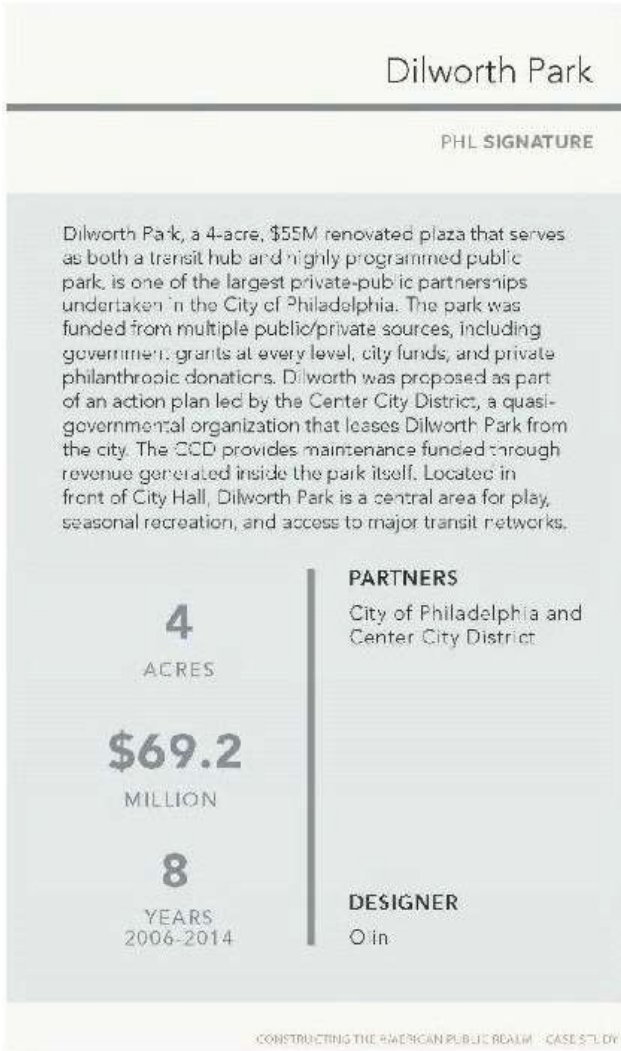 Dilworth Park
PHL SIGNATURE
Dilworth Park, a 4-acre, $55M renovated plaza that serves
as both a transit hub and highly programmed public
park, is one of the largest private-public partnerships
undertaken in the City of Philadelphia. The park was
funded from multiple public/private sources, including
government grants at every level, city funds, and private
philanthropic donations. Dilworth was proposed as part
of an action plan led by the Center City District, a quasi-
governmental organization that leases Dilworth Park from
the city. The CCD provides maintenance funded through
revenue generated inside the park itself. Located in
front of City Hall, Dilworth Park is a central area for play,
seasonal recreation, and access to major transit networks.
4
ACRES
$69.2
MILLION
8
YEARS
2006-2014
PARTNERS
City of Philadelphia and
Center City District
DESIGNER
Olin
CONSTRUCTING THE AMERICAN PUBLIC REALM CASE STUDY